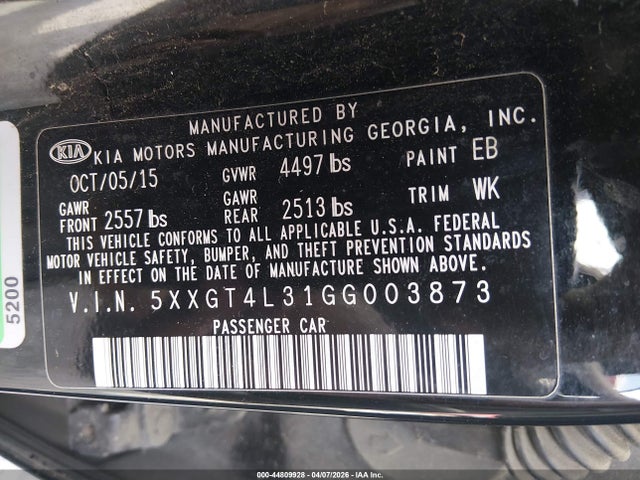 MANUFACTURED BY
KIA KIA MOTORS MANUFACTURING GEORGIA, INC.
OCT/05/15 GVWR 4497 lbs PAINT EB
GAWR FRONT 2557 lbs GAWR REAR 2513 lbs TRIM WK
THIS VEHICLE CONFORMS TO ALL APPLICABLE U.S.A. FEDERAL
MOTOR VEHICLE SAFETY, BUMPER, AND THEFT PREVENTION STANDARDS
IN EFFECT ON THE DATE OF MANUFACTURE SHOWN ABOVE.
V.I.N. 5XXGT4L31GG003873
PASSENGER CAR
5200
000-44809928 - 04/07/2026 - IAA Inc.